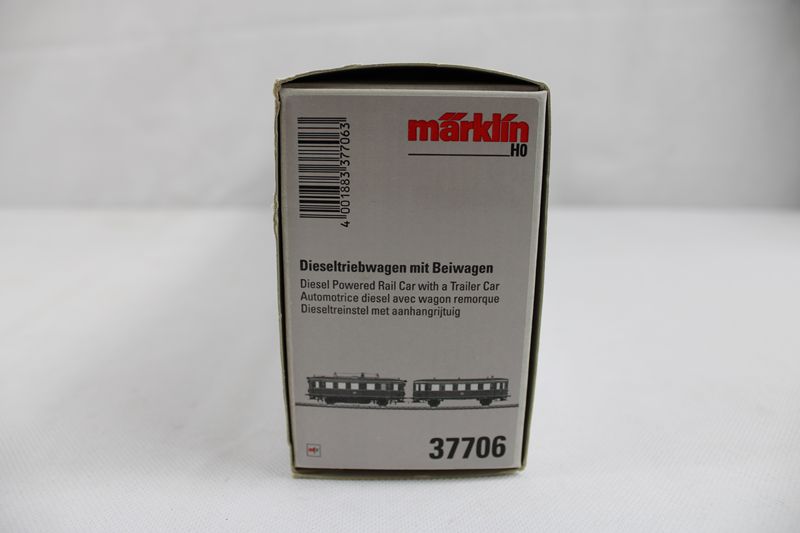 märklin
H0
4 001883 377063
Dieseltriebwagen mit Beiwagen
Diesel Powered Rail Car with a Trailer Car
Automotrice diesel avec wagon remorque
Dieseltreinstel met aanhangrijtuig
37706